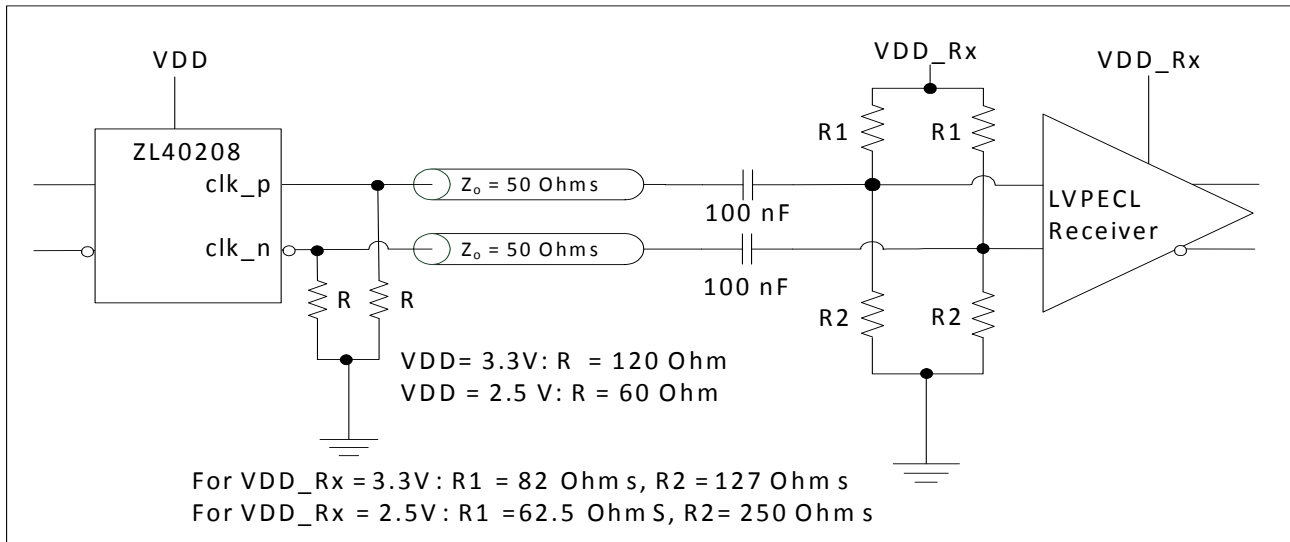 VDD
VDD_Rx
VDD_Rx
ZL40208
R1
R1
clk_p
Zo = 50 Ohms
100 nF
LVPECL
Receiver
clk_n
Zo = 50 Ohms
100 nF
R
R
R2
R2
VDD= 3.3V: R = 120 Ohm
VDD = 2.5 V: R = 60 Ohm
For VDD_Rx = 3.3V: R1 = 82 Ohms, R2 =127 Ohms
For VDD_Rx = 2.5V: R1 =62.5 OhmS, R2= 250 Ohms